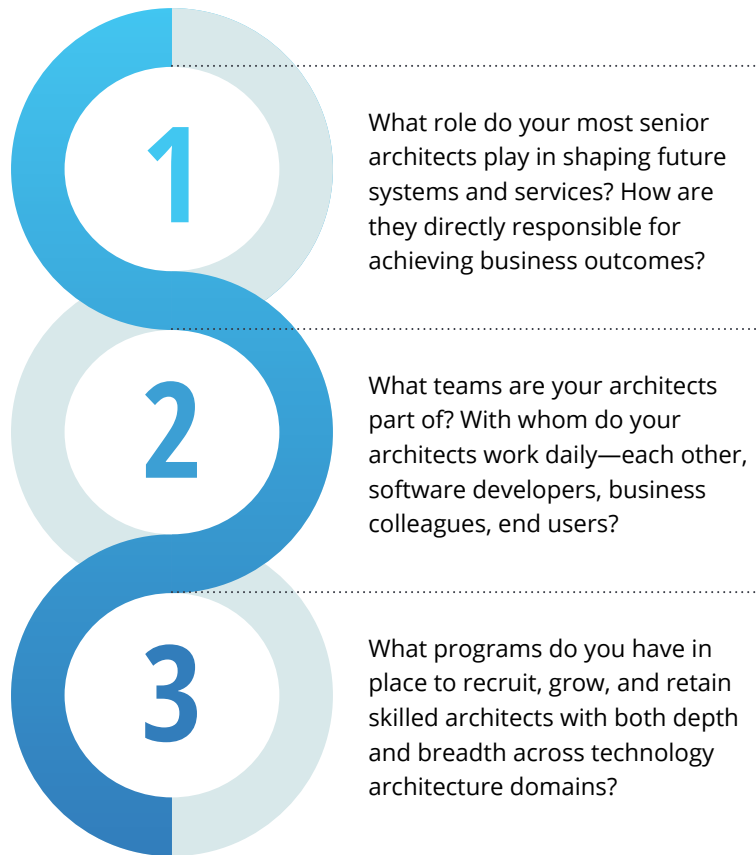 1
What role do your most senior
architects play in shaping future
systems and services? How are
they directly responsible for
achieving business outcomes?
2
What teams are your architects
part of? With whom do your
architects work daily—each other,
software developers, business
colleagues, end users?
3
What programs do you have in
place to recruit, grow, and retain
skilled architects with both depth
and breadth across technology
architecture domains?